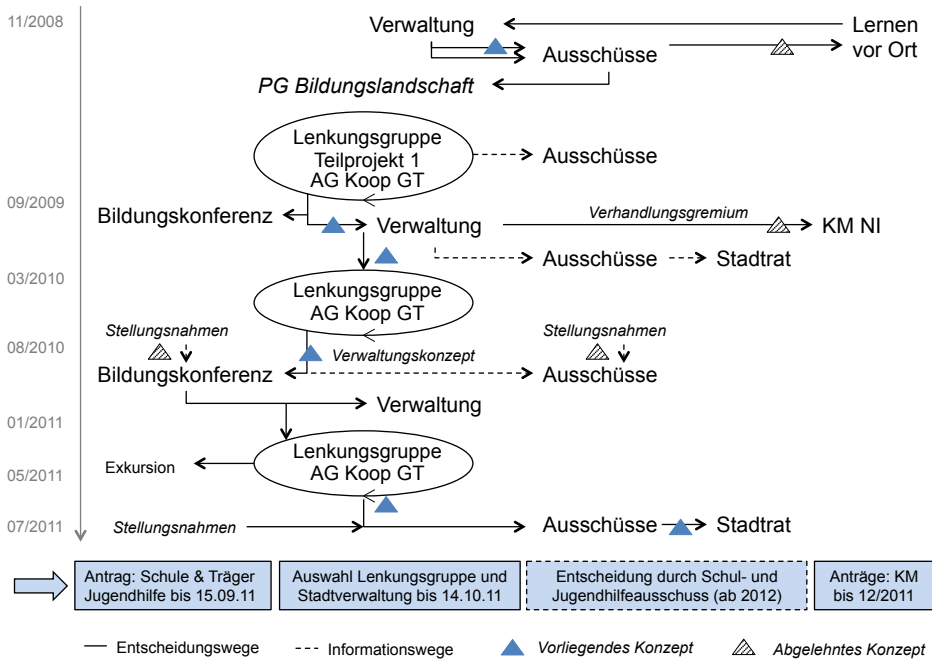 11/2008
Verwaltung
Lernen
vor Ort
Ausschüsse
PG Bildungslandschaft
Lenkungsgruppe
Teilprojekt 1
AG Koop GT
Ausschüsse
09/2009
Bildungskonferenz
Verwaltung
Verhandlungsgremium
KM NI
Ausschüsse
Stadtrat
03/2010
Lenkungsgruppe
AG Koop GT
Stellungsnahmen
Stellungsnahmen
08/2010
Verwaltungskonzept
Bildungskonferenz
Ausschüsse
Verwaltung
01/2011
Lenkungsgruppe
AG Koop GT
Exkursion
05/2011
07/2011
Stellungsnahmen
Ausschüsse
Stadtrat
Antrag: Schule & Träger
Jugendhilfe bis 15.09.11
Auswahl Lenkungsgruppe und
Stadtverwaltung bis 14.10.11
Entscheidung durch Schul- und
Jugendhilfeausschuss (ab 2012)
Anträge: KM
bis 12/2011
Entscheidungswege
Informationswege
Vorliegendes Konzept
Abgelehntes Konzept